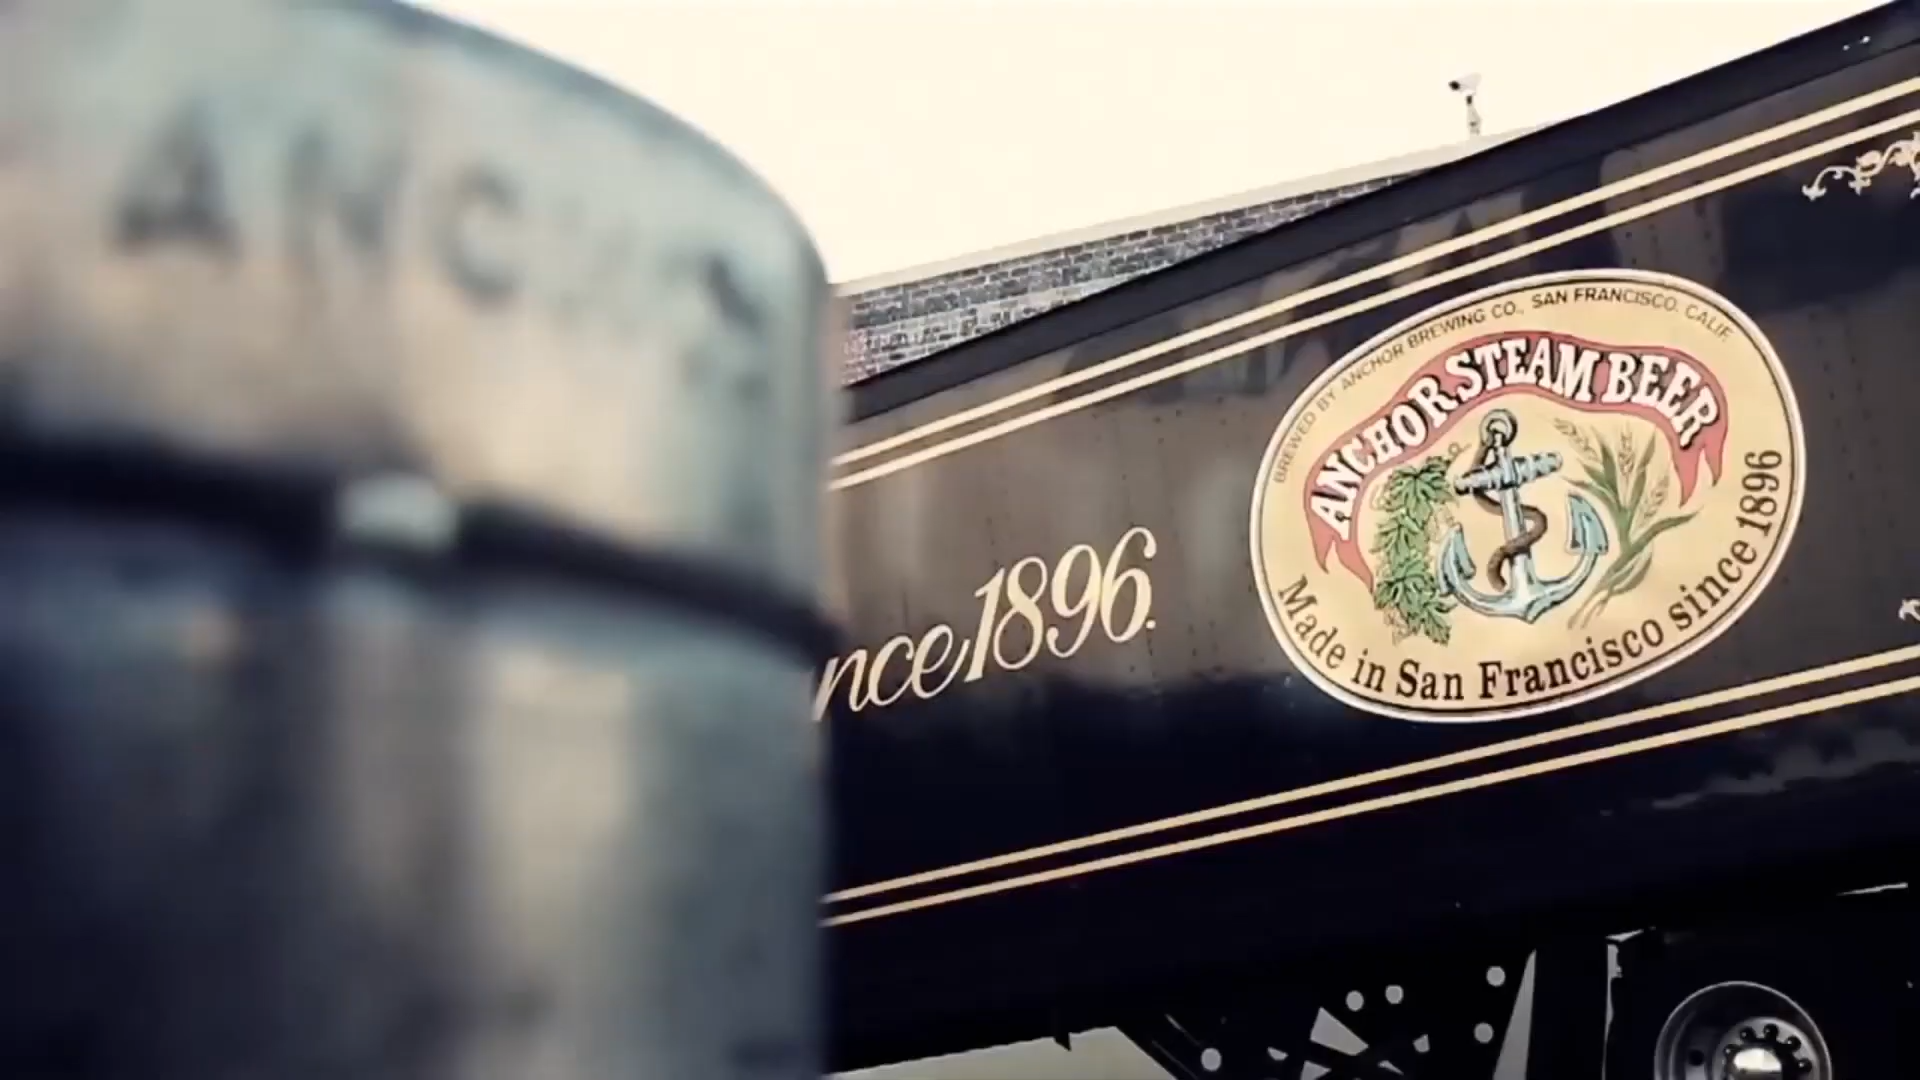 ANCHOR
nce 1896.
BREWED BY ANCHOR BREWING CO., SAN FRANCISCO, CALIF.
ANCHOR STEAM BEER
Made in San Francisco since 1896